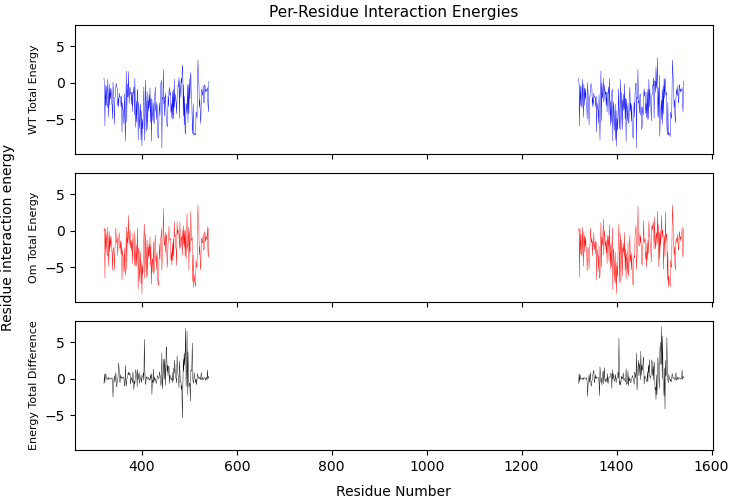 Per-Residue Interaction Energies
Residue interaction energy
WT Total Energy
5
0
−5
Om Total Energy
5
0
−5
Energy Total Difference
5
0
−5
400 600 800 1000 1200 1400 1600
Residue Number